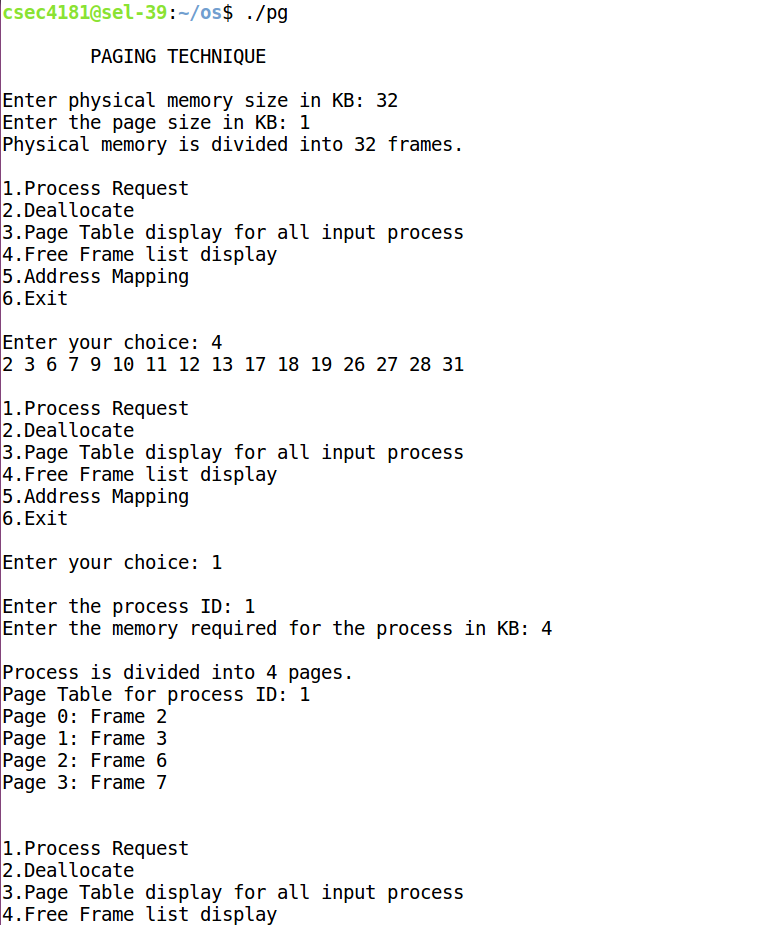 csec4181@sel-39:~/os$ ./pg
PAGING TECHNIQUE
Enter physical memory size in KB: 32
Enter the page size in KB: 1
Physical memory is divided into 32 frames.
1.Process Request
2.Deallocate
3.Page Table display for all input process
4.Free Frame list display
5.Address Mapping
6.Exit
Enter your choice: 4
2 3 6 7 9 10 11 12 13 17 18 19 26 27 28 31
1.Process Request
2.Deallocate
3.Page Table display for all input process
4.Free Frame list display
5.Address Mapping
6.Exit
Enter your choice: 1
Enter the process ID: 1
Enter the memory required for the process in KB: 4
Process is divided into 4 pages.
Page Table for process ID: 1
Page 0: Frame 2
Page 1: Frame 3
Page 2: Frame 6
Page 3: Frame 7
1.Process Request
2.Deallocate
3.Page Table display for all input process
4.Free Frame list display